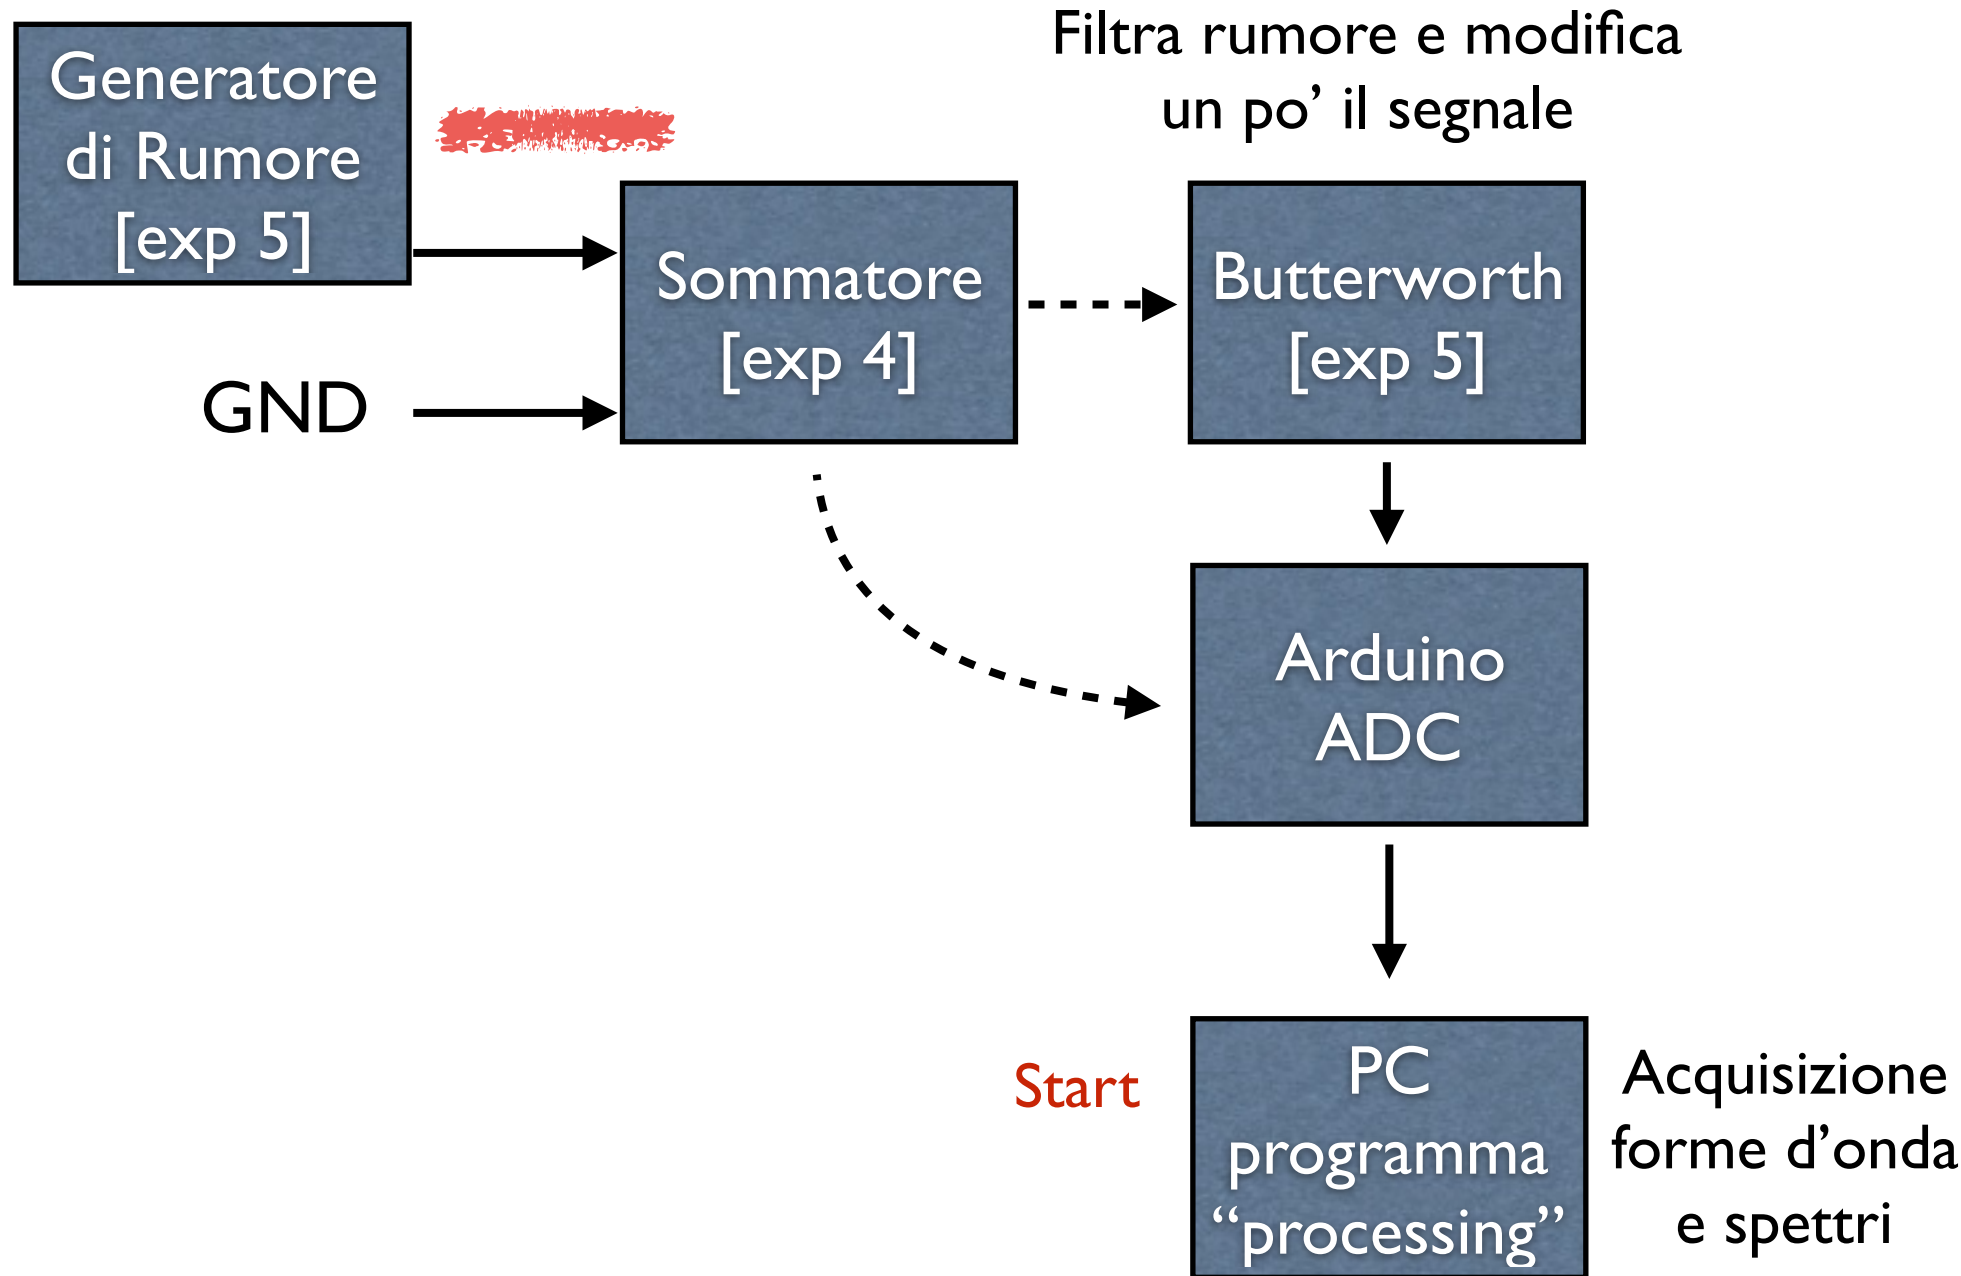 Generatore
di Rumore
[exp 5]
Filtra rumore e modifica
un po’ il segnale
Sommatore
[exp 4]
Butterworth
[exp 5]
GND
Arduino
ADC
Start
PC
programma
“processing”
Acquisizione
forme d’onda
e spettri